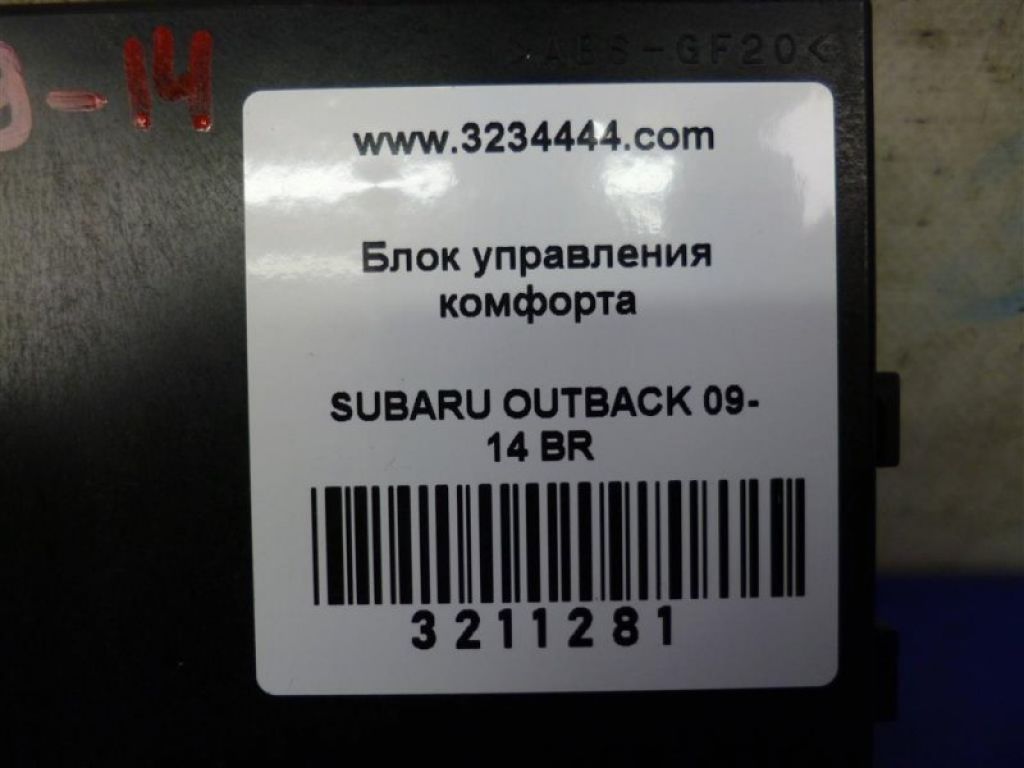 9-14
>ABS-GF20<
www.3234444.com
Блок управления
комфорта
SUBARU OUTBACK 09-
14 BR
3211281